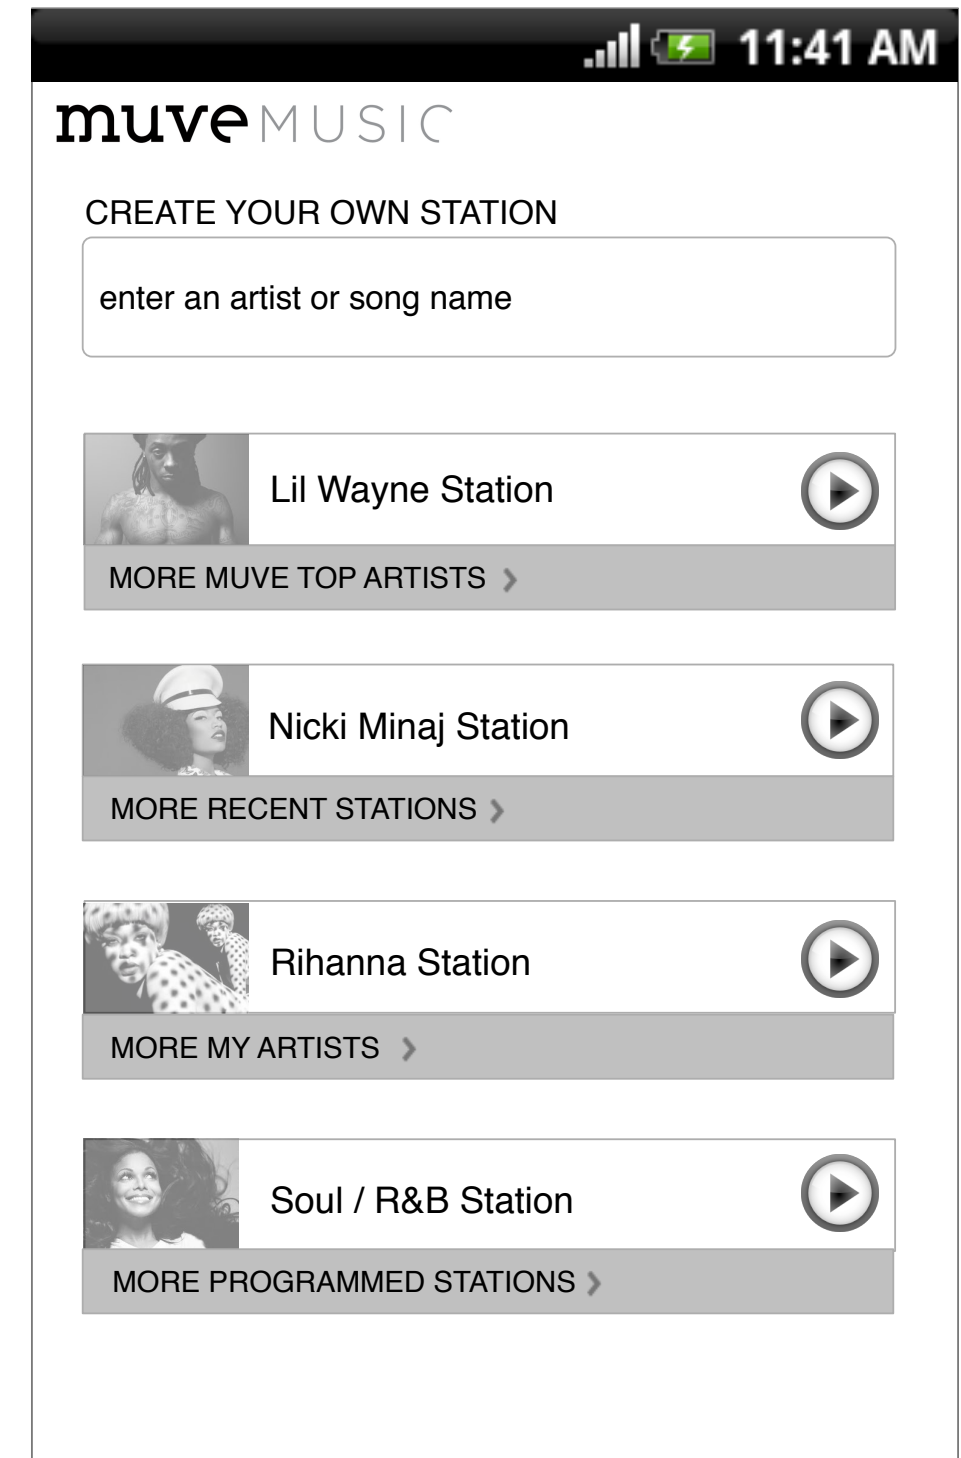 11:41 AM
muve MUSIC
CREATE YOUR OWN STATION
enter an artist or song name
Lil Wayne Station
MORE MUVE TOP ARTISTS
Nicki Minaj Station
MORE RECENT STATIONS
Rihanna Station
MORE MY ARTISTS
Soul / R&B Station
MORE PROGRAMMED STATIONS